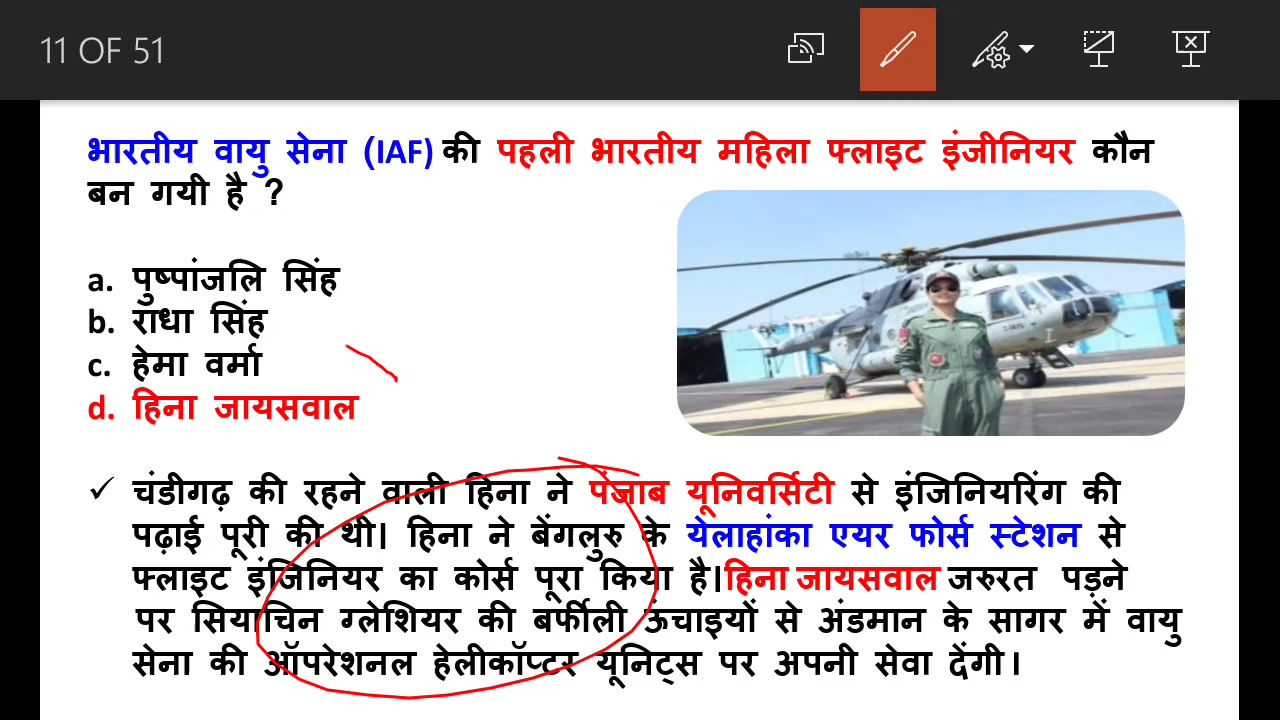 11 OF 51
भारतीय वायु सेना (IAF) की पहली भारतीय महिला फ्लाइट इंजीनियर कौन
बन गयी है ?
a. पुष्पांजलि सिंह
b. राधा सिंह
c. हेमा वर्मा
d. हिना जायसवाल
✓ चंडीगढ़ की रहने वाली हिना ने पंजाब यूनिवर्सिटी से इंजिनियरिंग की
पढ़ाई पूरी की थी। हिना ने बेंगलुरु के येलाहांका एयर फोर्स स्टेशन से
फ्लाइट इंजिनियर का कोर्स पूरा किया है।हिना जायसवाल जरुरत पड़ने
पर सियाचिन ग्लेशियर की बर्फीली ऊंचाइयों से अंडमान के सागर में वायु
सेना की ऑपरेशनल हेलीकॉप्टर यूनिट्स पर अपनी सेवा देंगी।